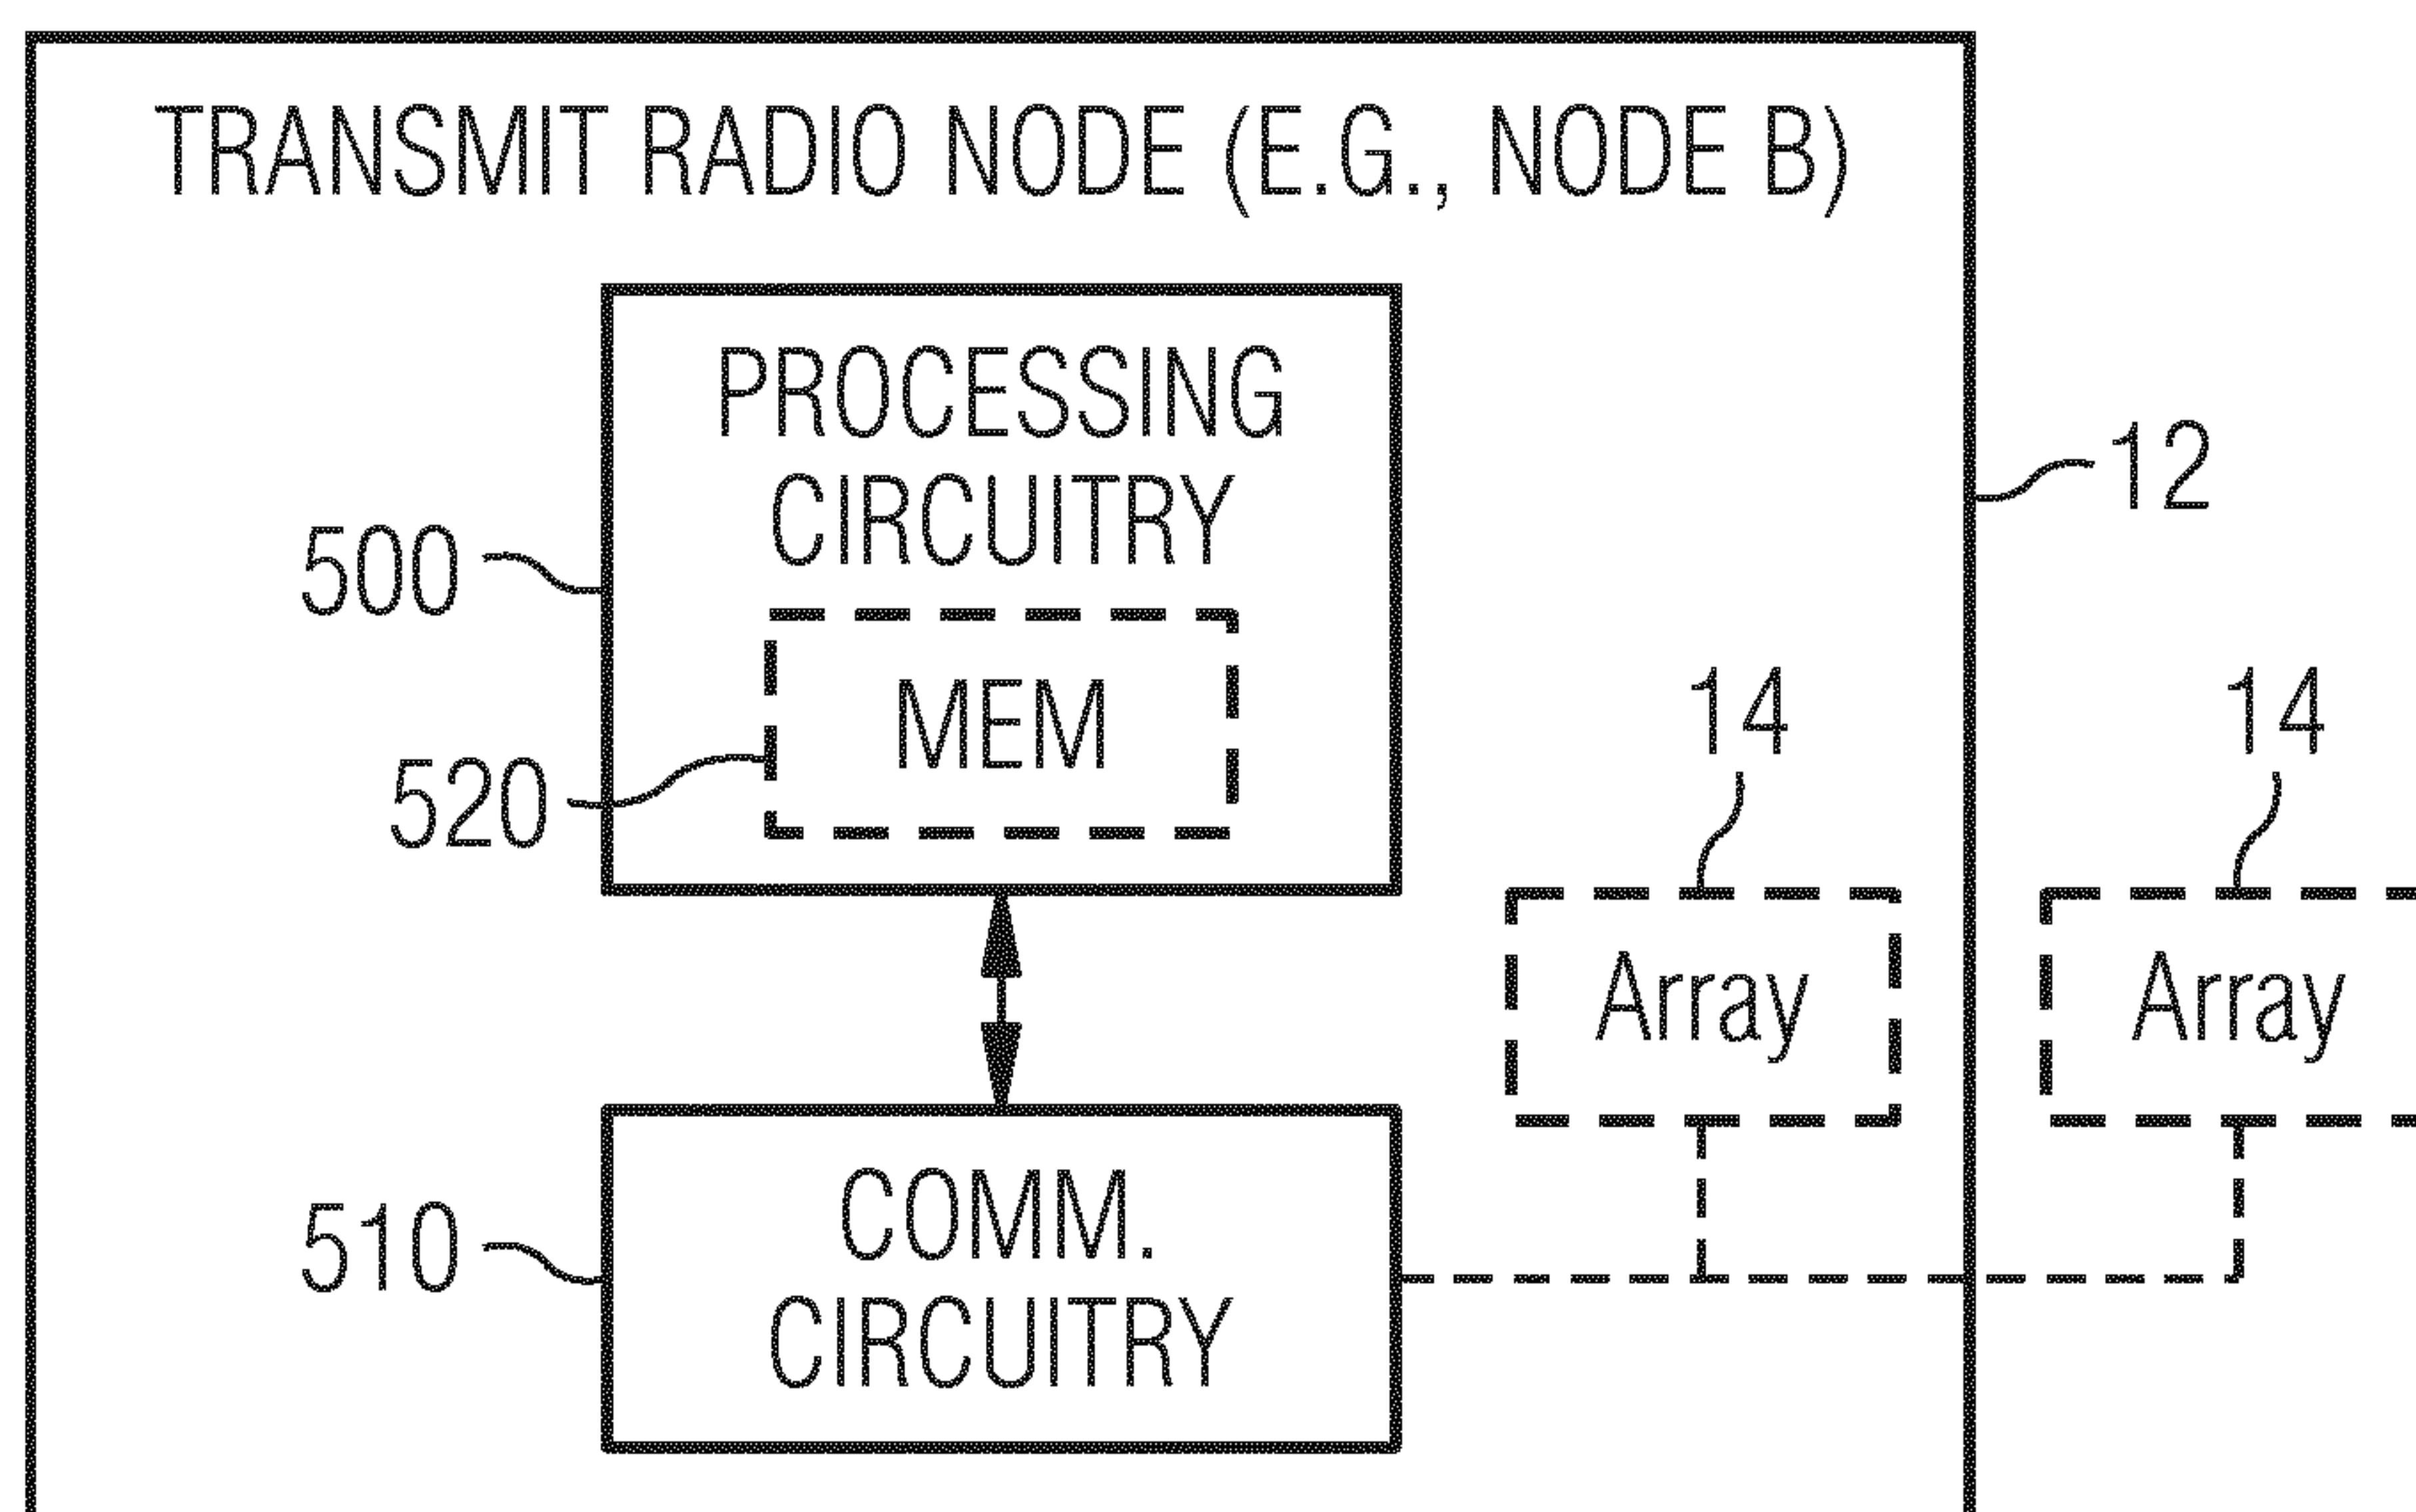 TRANSMIT RADIO NODE (E.G., NODE B)
PROCESSING
CIRCUITRY
12
500
MEM
14
14
520
Array
Array
COMM.
510
CIRCUITRY